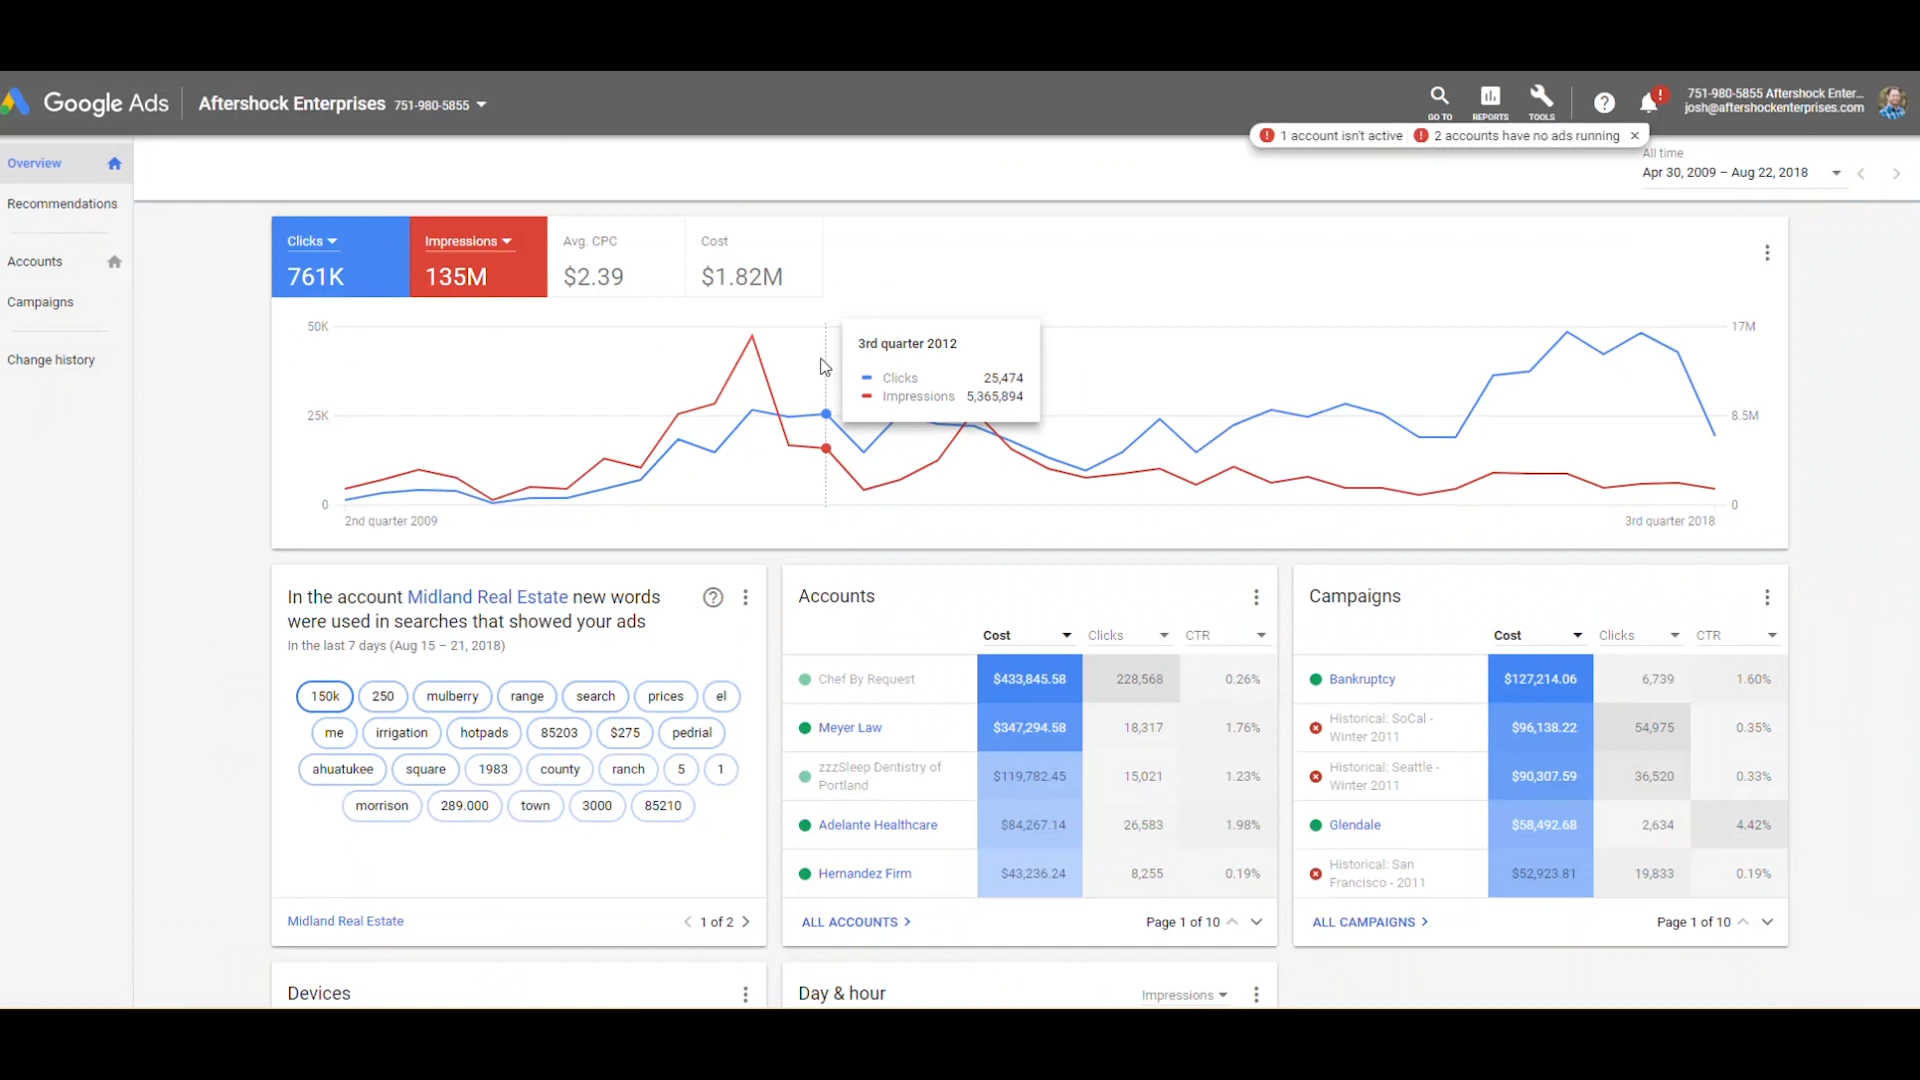 Google Ads
Aftershock Enterprises 751-980-5855
GO TO
REPORTS
TOOLS
751-980-5855 Aftershock Enter...
josh@aftershockenterprises.com
1 account isn't active
2 accounts have no ads running
All time
Apr 30, 2009 – Aug 22, 2018
Overview
Recommendations
Accounts
Campaigns
Change history
Clicks
761K
Impressions
135M
Avg. CPC
$2.39
Cost
$1.82M
50K
25K
0
17M
8.5M
0
3rd quarter 2012
Clicks 25,474
Impressions 5,365,894
2nd quarter 2009
3rd quarter 2018
In the account Midland Real Estate new words
were used in searches that showed your ads
In the last 7 days (Aug 15 – 21, 2018)
150k 250 mulberry range search prices el
me irrigation hotpads 85203 $275 pedrial
ahuatukee square 1983 county ranch 5 1
morrison 289.000 town 3000 85210
Midland Real Estate
1 of 2
Accounts
Cost Clicks CTR
Chef By Request $433,845.58 228,568 0.26%
Meyer Law $347,294.58 18,317 1.76%
zzzSleep Dentistry of
Portland
$119,782.45 15,021 1.23%
Adelante Healthcare $84,267.14 26,583 1.98%
Hernandez Firm $43,236.24 8,255 0.19%
ALL ACCOUNTS
Page 1 of 10
Campaigns
Cost Clicks CTR
Bankruptcy $127,214.06 6,739 1.60%
Historical: SoCal -
Winter 2011
$96,138.22 54,975 0.35%
Historical: Seattle -
Winter 2011
$90,307.59 36,520 0.33%
Glendale $58,492.68 2,634 4.42%
Historical: San
Francisco - 2011
$52,923.81 19,833 0.19%
ALL CAMPAIGNS
Page 1 of 10
Devices
Day & hour
Impressions